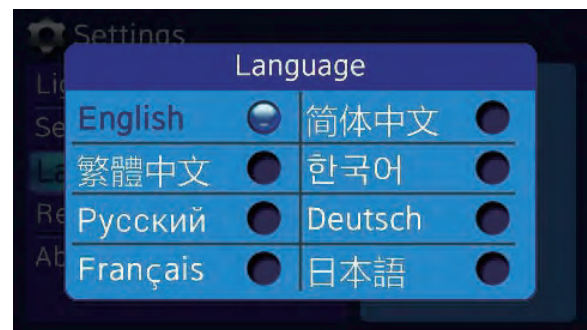 Settings
Language
English 简体中文
繁體中文 한국어
Русский Deutsch
Français 日本語